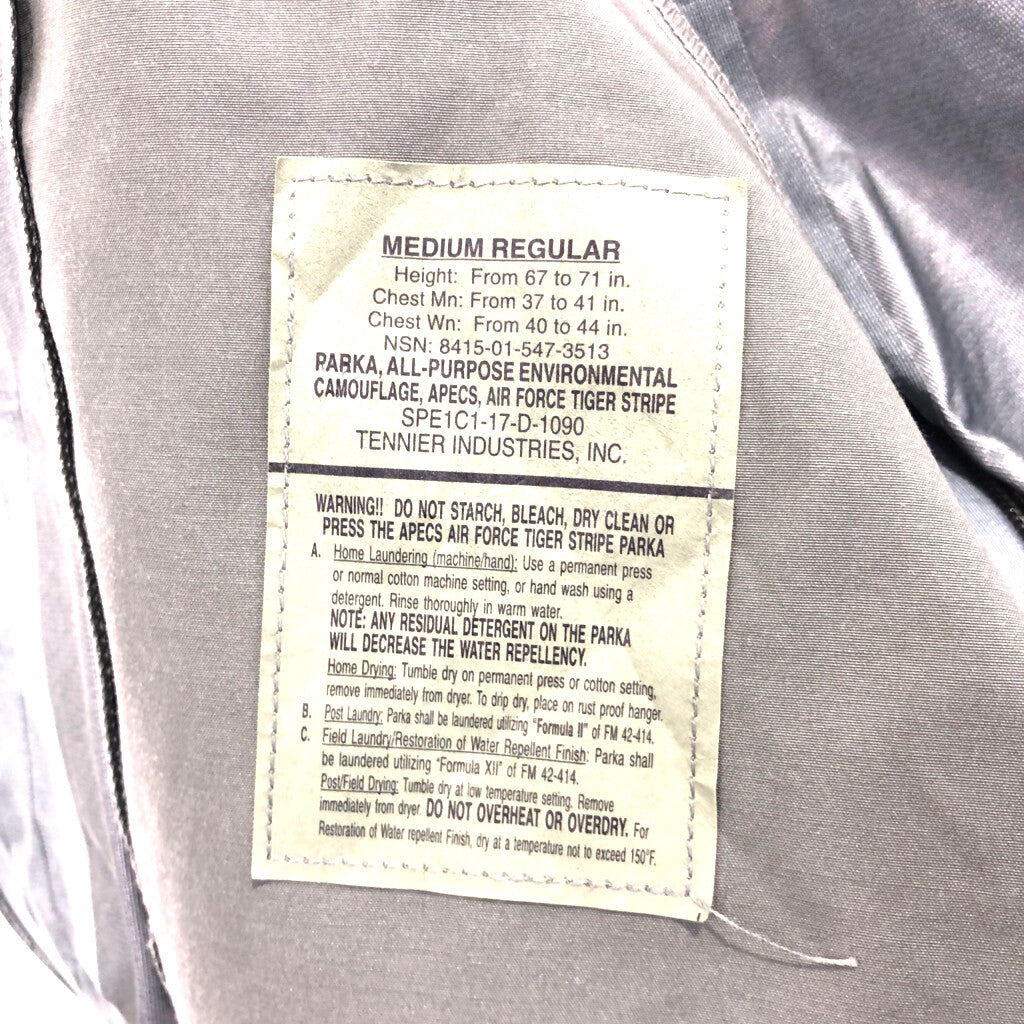 MEDIUM REGULAR
Height: From 67 to 71 in.
Chest Mn: From 37 to 41 in.
Chest Wn: From 40 to 44 in.
NSN: 8415-01-547-3513
PARKA, ALL-PURPOSE ENVIRONMENTAL
CAMOUFLAGE, APECS, AIR FORCE TIGER STRIPE
SPE1C1-17-D-1090
TENNIER INDUSTRIES, INC.
WARNING!! DO NOT STARCH, BLEACH, DRY CLEAN OR
PRESS THE APECS AIR FORCE TIGER STRIPE PARKA
A. Home Laundering (machine/hand): Use a permanent press
or normal cotton machine setting, or hand wash using a
detergent. Rinse thoroughly in warm water.
NOTE: ANY RESIDUAL DETERGENT ON THE PARKA
WILL DECREASE THE WATER REPELLENCY.
Home Drying: Tumble dry on permanent press or cotton setting,
remove immediately from dryer. To drip dry, place on rust proof hanger.
B. Post Laundry: Parka shall be laundered utilizing "Formula II" of FM 42-414.
C. Field Laundry/Restoration of Water Repellent Finish: Parka shall
be laundered utilizing "Formula XII" of FM 42-414.
Post/Field Drying: Tumble dry at low temperature setting. Remove
immediately from dryer. DO NOT OVERHEAT OR OVERDRY. For
Restoration of Water repellent Finish, dry at a temperature not to exceed 150°F.